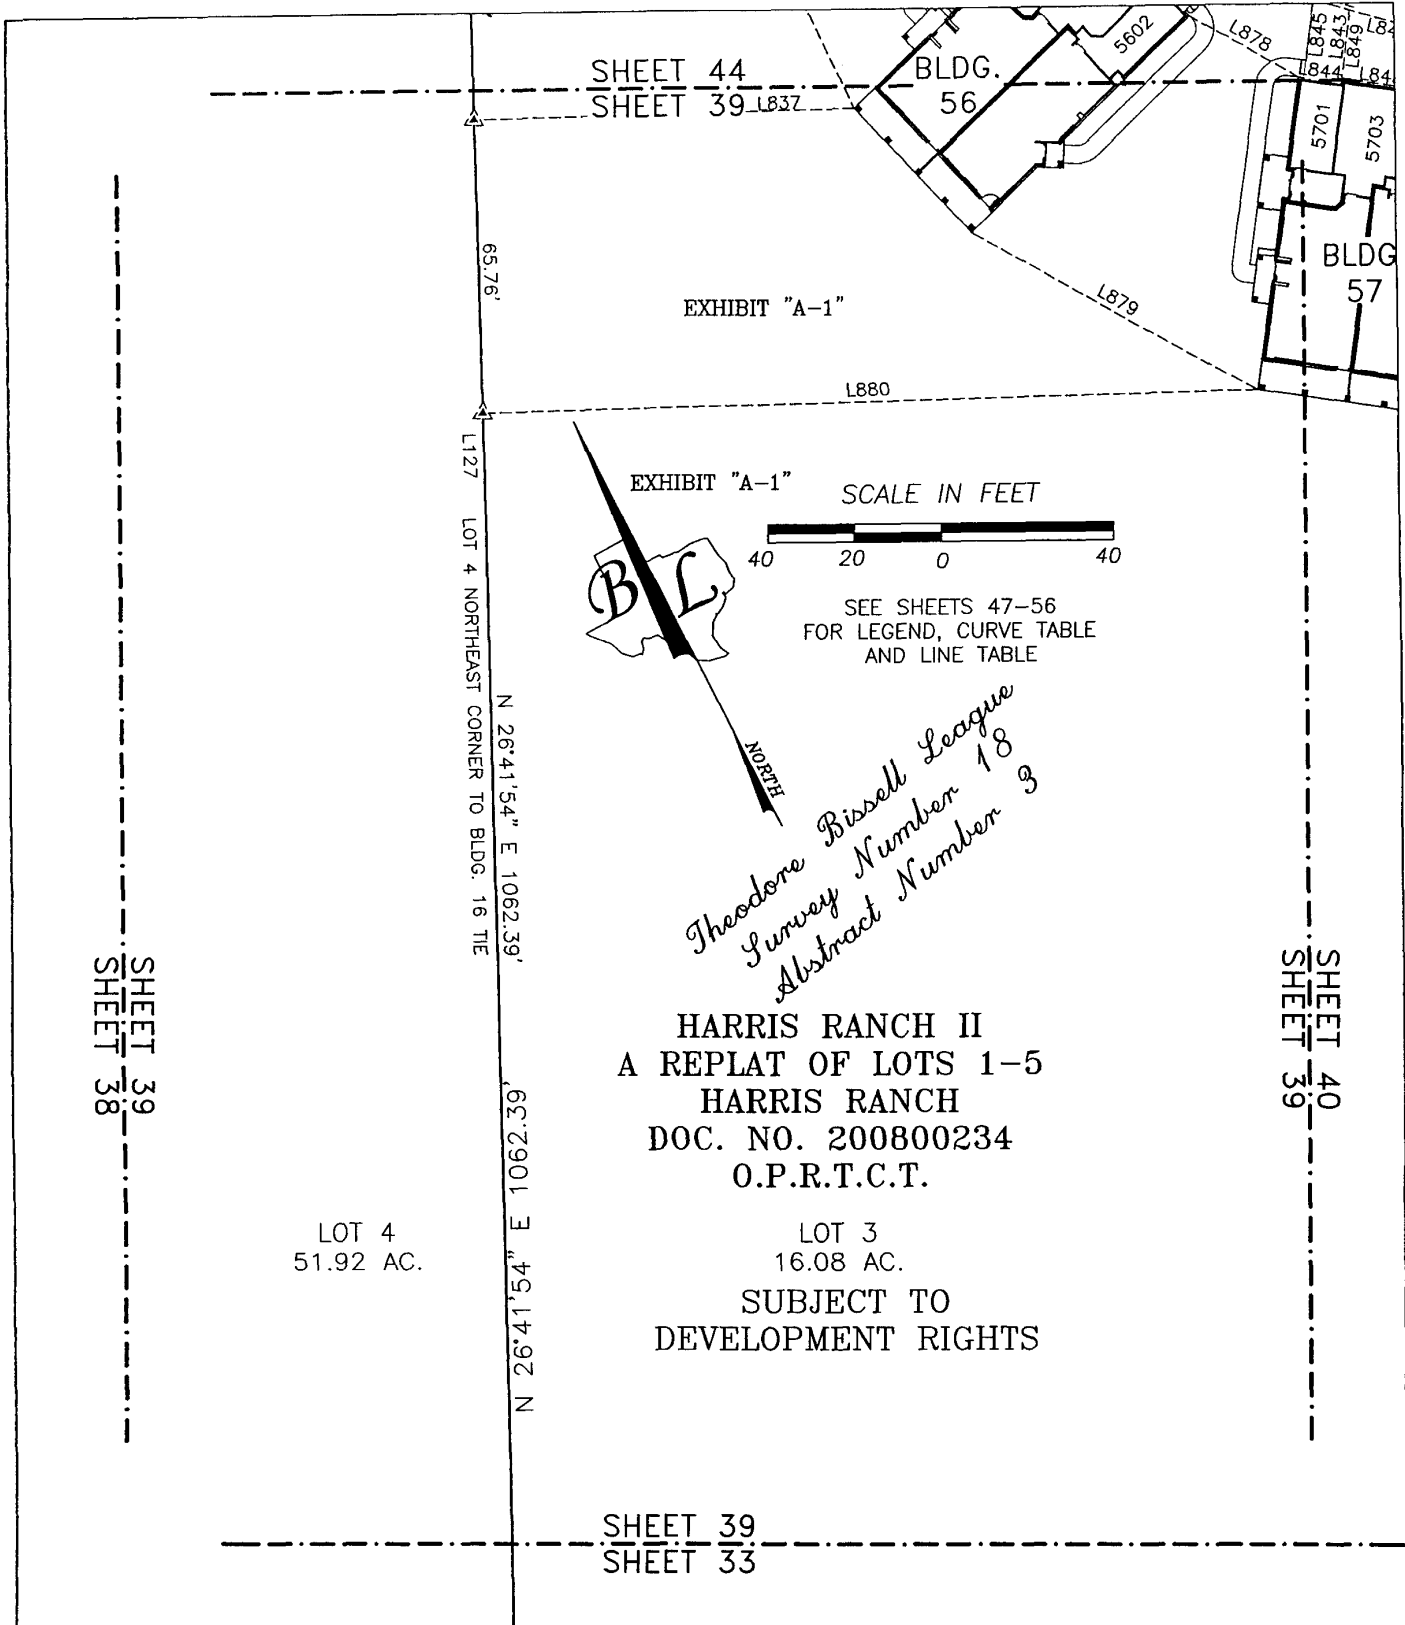 SHEET 44
SHEET 39
L837
BLDG.
56
5602
L878
L845
L843
L849
L844
5701
5703
BLDG
57
65.76'
EXHIBIT "A-1"
L879
L880
L127
LOT 4 NORTHEAST CORNER TO BLDG. 16 TIE
EXHIBIT "A-1"
SCALE IN FEET
40 20 0 40
B L
SEE SHEETS 47-56
FOR LEGEND, CURVE TABLE
AND LINE TABLE
NORTH
N 26°41'54" E 1062.39'
Theodore Bissell League
Survey Number 18
Abstract Number 3
SHEET 39
SHEET 38
SHEET 40
SHEET 39
HARRIS RANCH II
A REPLAT OF LOTS 1-5
HARRIS RANCH
DOC. NO. 200800234
O.P.R.T.C.T.
N 26°41'54" E 1062.39'
LOT 4
51.92 AC.
LOT 3
16.08 AC.
SUBJECT TO
DEVELOPMENT RIGHTS
SHEET 39
SHEET 33